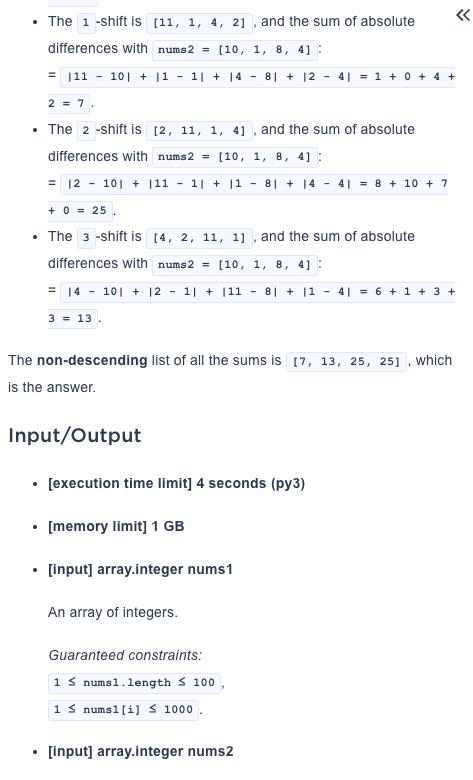 • The 1-shift is [11, 1, 4, 2], and the sum of absolute
differences with nums2 = [10, 1, 8, 4]:
= |11 - 10| + |1 - 1| + |4 - 8| + |2 - 4| = 1 + 0 + 4 +
2 = 7.
• The 2-shift is [2, 11, 1, 4], and the sum of absolute
differences with nums2 = [10, 1, 8, 4]:
= |2 - 10| + |11 - 1| + |1 - 8| + |4 - 4| = 8 + 10 + 7
+ 0 = 25.
• The 3-shift is [4, 2, 11, 1], and the sum of absolute
differences with nums2 = [10, 1, 8, 4]:
= |4 - 10| + |2 - 1| + |11 - 8| + |1 - 4| = 6 + 1 + 3 +
3 = 13.
The non-descending list of all the sums is [7, 13, 25, 25], which
is the answer.
Input/Output
• [execution time limit] 4 seconds (py3)
• [memory limit] 1 GB
• [input] array.integer nums1
An array of integers.
Guaranteed constraints:
1 ≤ nums1.length ≤ 100,
1 ≤ nums1[i] ≤ 1000.
• [input] array.integer nums2